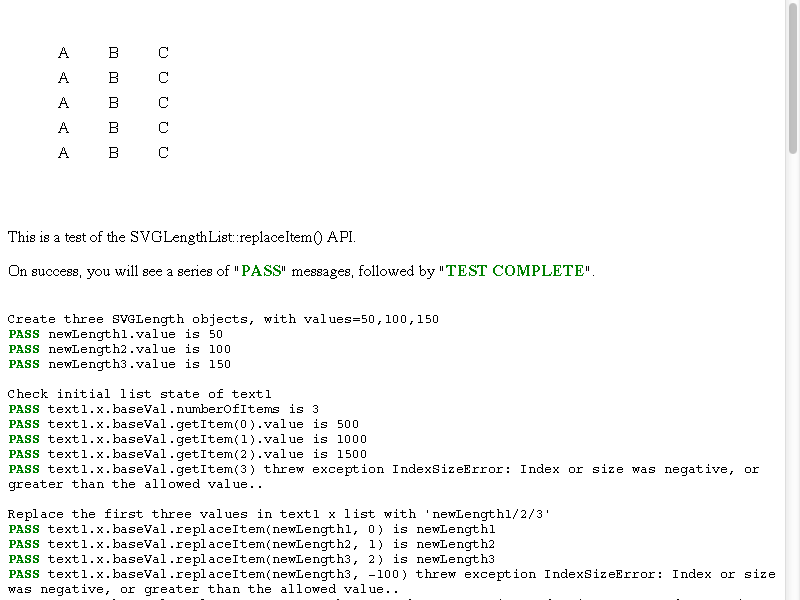 A B C
A B C
A B C
A B C
A B C
This is a test of the SVGLengthList::replaceItem() API.
On success, you will see a series of "PASS" messages, followed by "TEST COMPLETE".
Create three SVGLength objects, with values=50,100,150
PASS newLength1.value is 50
PASS newLength2.value is 100
PASS newLength3.value is 150
Check initial list state of text1
PASS text1.x.baseVal.numberOfItems is 3
PASS text1.x.baseVal.getItem(0).value is 500
PASS text1.x.baseVal.getItem(1).value is 1000
PASS text1.x.baseVal.getItem(2).value is 1500
PASS text1.x.baseVal.getItem(3) threw exception IndexSizeError: Index or size was negative, or
greater than the allowed value..
Replace the first three values in text1 x list with 'newLength1/2/3'
PASS text1.x.baseVal.replaceItem(newLength1, 0) is newLength1
PASS text1.x.baseVal.replaceItem(newLength2, 1) is newLength2
PASS text1.x.baseVal.replaceItem(newLength3, 2) is newLength3
PASS text1.x.baseVal.replaceItem(newLength3, -100) threw exception IndexSizeError: Index or size
was negative, or greater than the allowed value..